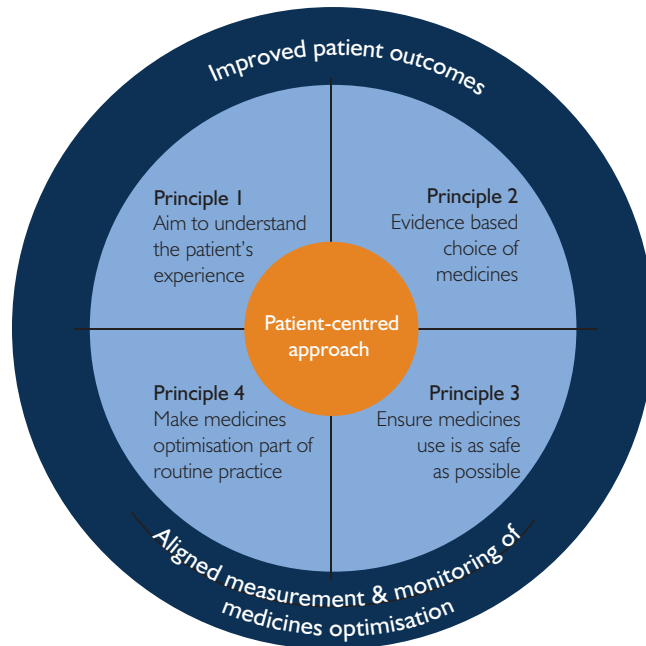 Improved patient outcomes
Principle 1
Aim to understand
the patient's
experience
Principle 2
Evidence based
choice of
medicines
Patient-centred
approach
Principle 4
Make medicines
optimisation part of
routine practice
Principle 3
Ensure medicines
use is as safe
as possible
Aligned measurement & monitoring of
medicines optimisation